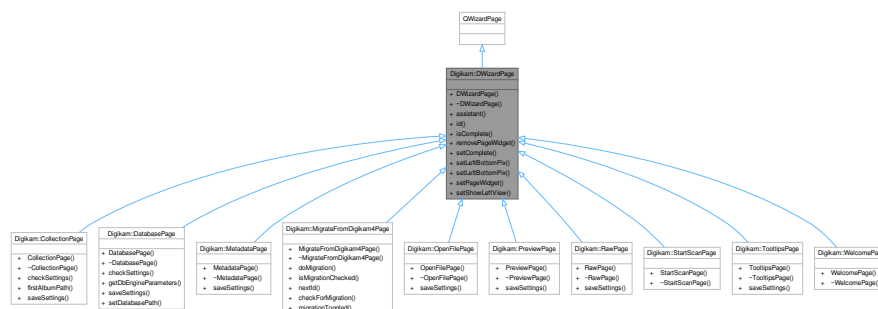 QWizardPage
Digikam::DWizardPage
+ DWizardPage()
+ ~DWizardPage()
+ assistant()
+ id()
+ isComplete()
+ removePageWidget()
+ setComplete()
+ setLeftBottomPix()
+ setLeftBottomPix()
+ setPageWidget()
+ setShowLeftView()
Digikam::CollectionPage
+ CollectionPage()
+ ~CollectionPage()
+ checkSettings()
+ firstAlbumPath()
+ saveSettings()
Digikam::DatabasePage
+ DatabasePage()
+ ~DatabasePage()
+ checkSettings()
+ getDbEngineParameters()
+ saveSettings()
+ setDatabasePath()
Digikam::MetadataPage
+ MetadataPage()
+ ~MetadataPage()
+ saveSettings()
Digikam::MigrateFromDigikam4Page
+ MigrateFromDigikam4Page()
+ ~MigrateFromDigikam4Page()
+ doMigration()
+ isMigrationChecked()
+ nextId()
+ checkForMigration()
+ migrationToggled()
Digikam::OpenFilePage
+ OpenFilePage()
+ ~OpenFilePage()
+ saveSettings()
Digikam::PreviewPage
+ PreviewPage()
+ ~PreviewPage()
+ saveSettings()
Digikam::RawPage
+ RawPage()
+ ~RawPage()
+ saveSettings()
Digikam::StartScanPage
+ StartScanPage()
+ ~StartScanPage()
Digikam::TooltipsPage
+ TooltipsPage()
+ ~TooltipsPage()
+ saveSettings()
Digikam::WelcomePa
+ WelcomePage()
+ ~WelcomePage()